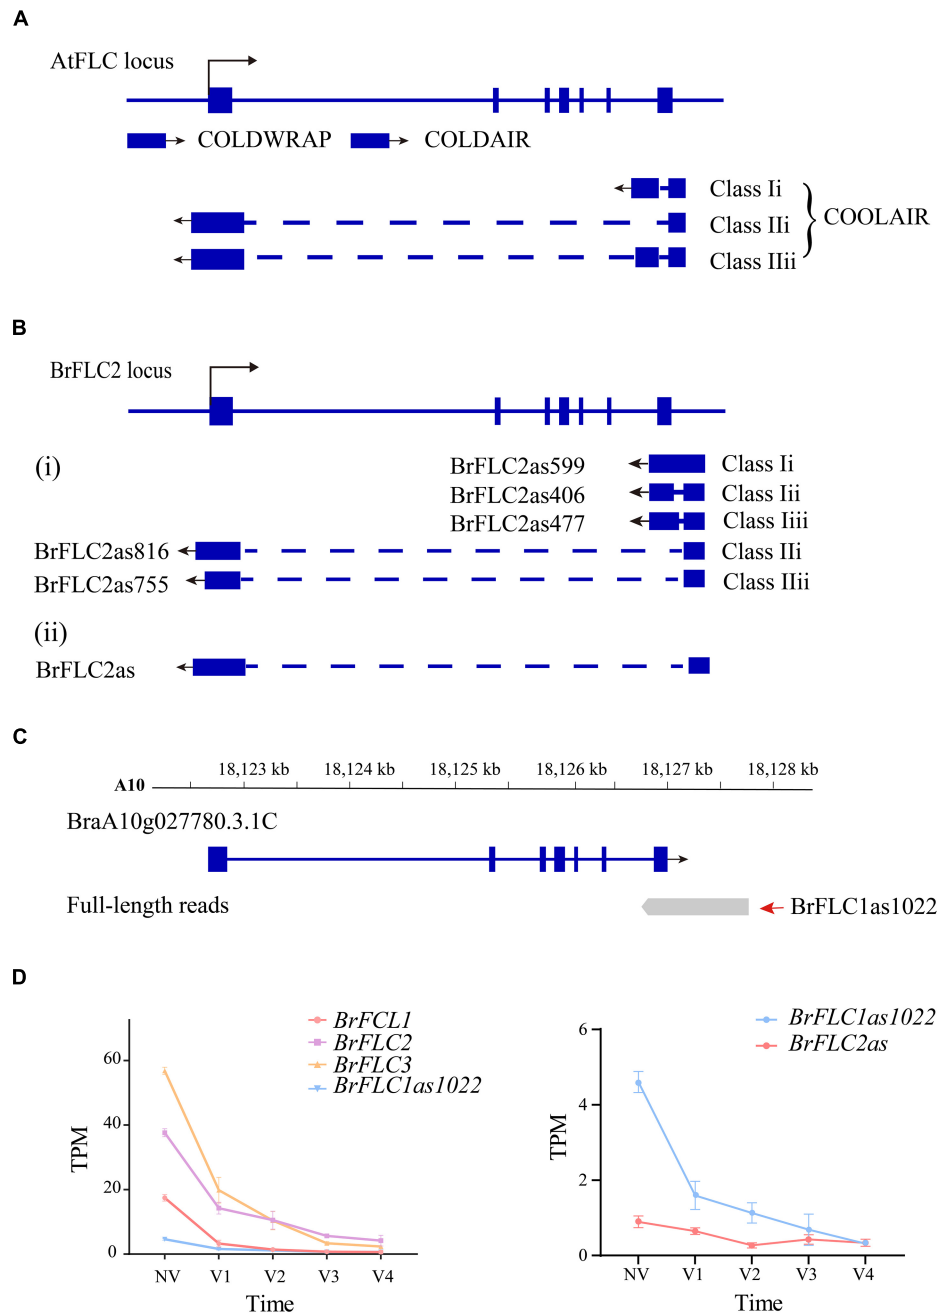 A
AtFLC locus
COLDWRAP
COLDAIR
Class Ii
Class IIi
COOLAIR
Class IIii
B
BrFLC2 locus
(i)
BrFLC2as599
Class Ii
BrFLC2as406
Class Iii
BrFLC2as477
Class Iiii
BrFLC2as816
Class IIi
BrFLC2as755
Class IIii
(ii)
BrFLC2as
C
18,123 kb 18,124 kb 18,125 kb 18,126 kb 18,127 kb 18,128 kb
A10
BraA10g027780.3.1C
Full-length reads
BrFLC1as1022
D
BrFCL1
BrFLC2
BrFLC3
BrFLC1as1022
TPM
60
40
20
0
NV V1 V2 V3 V4
Time
BrFLC1as1022
BrFLC2as
TPM
6
4
2
0
NV V1 V2 V3 V4
Time